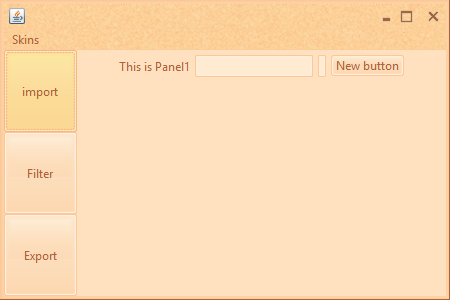 Skins
import
This is Panel1
New button
Filter
Export